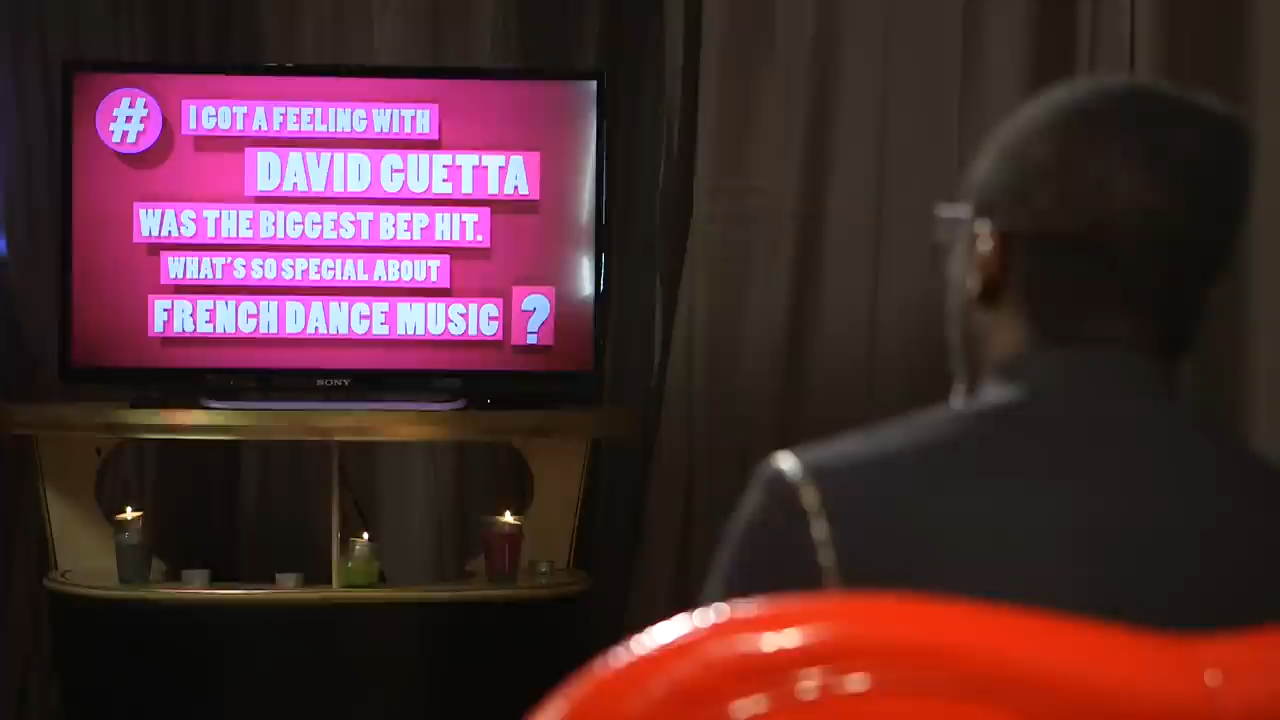 #
I GOT A FEELING WITH
DAVID GUETTA
WAS THE BIGGEST BEP HIT.
WHAT'S SO SPECIAL ABOUT
FRENCH DANCE MUSIC ?
SONY